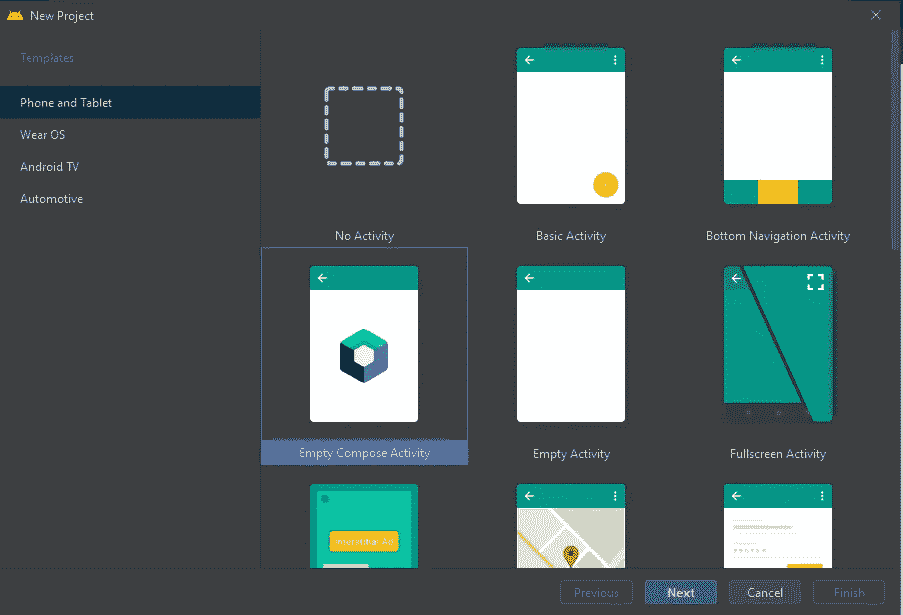 New Project
Templates
Phone and Tablet
Wear OS
Android TV
Automotive
No Activity
Basic Activity
Bottom Navigation Activity
Empty Compose Activity
Empty Activity
Fullscreen Activity
Interstitial Ad
Previous
Next
Cancel
Finish